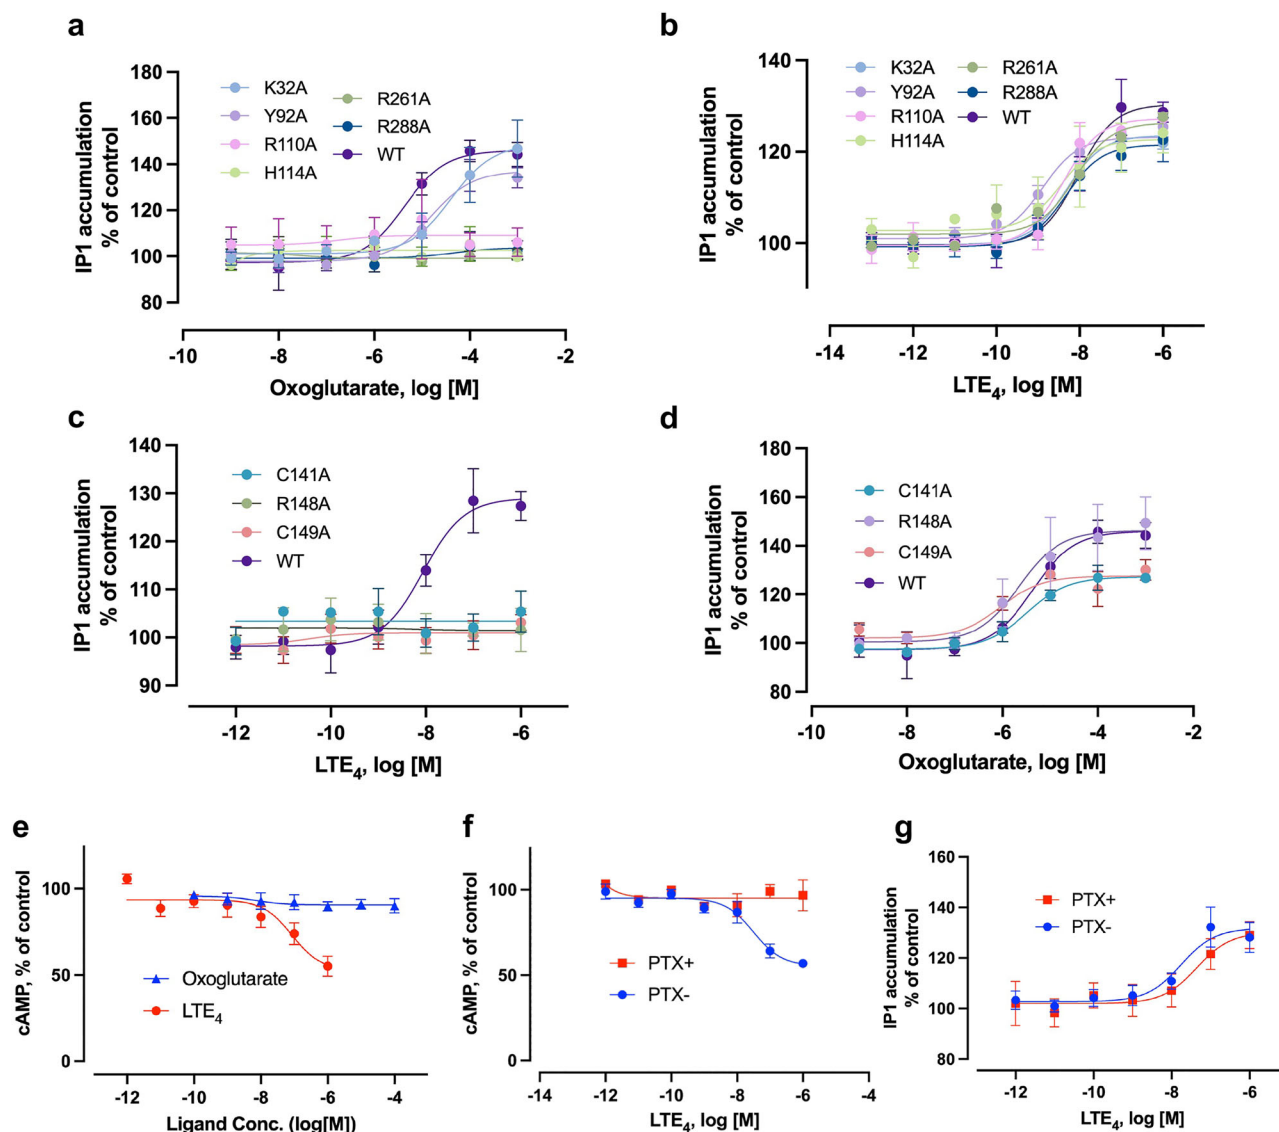 a
180
160
140
120
100
80
IP1 accumulation
% of control
K32A
Y92A
R110A
H114A
R261A
R288A
WT
-10
-8
-6
-4
-2
Oxoglutarate, log [M]
b
140
120
100
IP1 accumulation
% of control
K32A
Y92A
R110A
H114A
R261A
R288A
WT
-14
-12
-10
-8
-6
LTE4, log [M]
c
140
130
120
110
100
90
IP1 accumulation
% of control
C141A
R148A
C149A
WT
-12
-10
-8
-6
LTE4, log [M]
d
180
160
140
120
100
80
IP1 accumulation
% of control
C141A
R148A
C149A
WT
-10
-8
-6
-4
-2
Oxoglutarate, log [M]
e
100
50
0
cAMP, % of control
Oxoglutarate
LTE4
-12
-10
-8
-6
-4
Ligand Conc. (log[M])
f
100
50
0
cAMP, % of control
PTX+
PTX-
-14
-12
-10
-8
-6
-4
LTE4, log [M]
g
160
140
120
100
80
IP1 accumulation
% of control
PTX+
PTX-
-12
-10
-8
-6
LTE4, log [M]